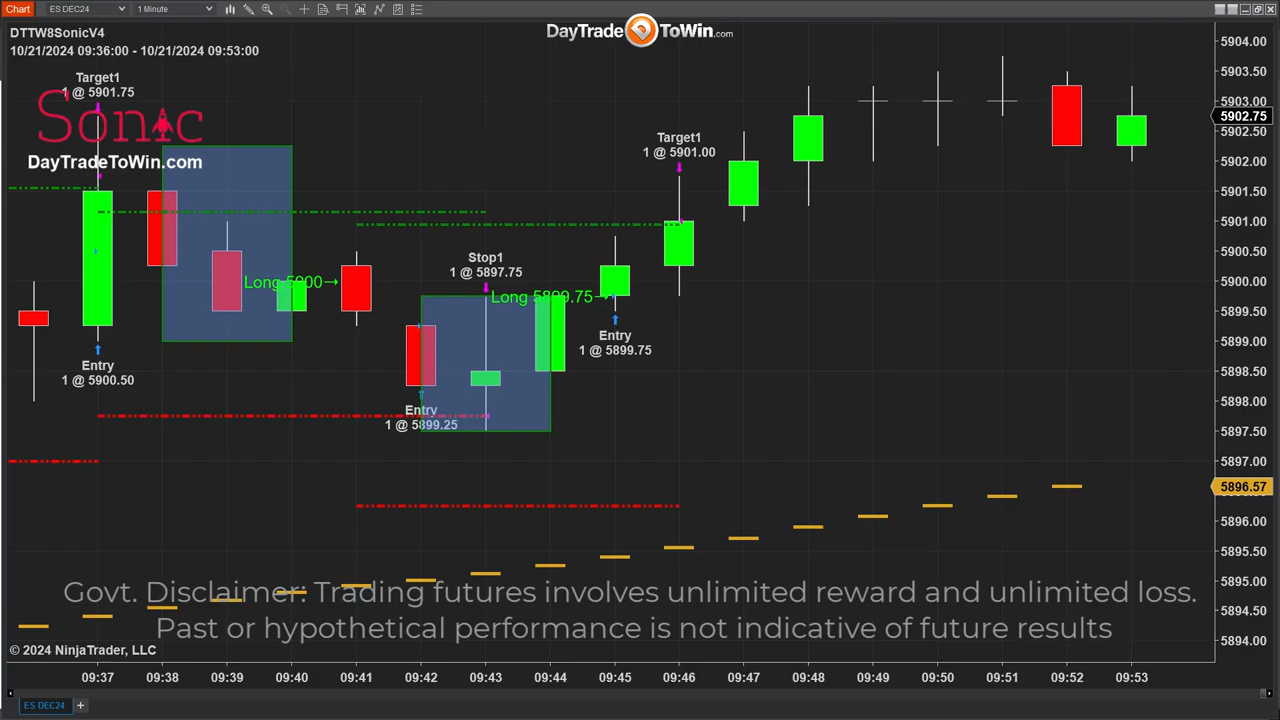 Chart ES DEC24 1 Minute
DTTW8SonicV4
10/21/2024 09:36:00 - 10/21/2024 09:53:00
DayTradeToWin.com
Target1
1 @ 5901.75
Sonic
DayTradeToWin.com
Entry
1 @ 5900.50
Long 5900→
Entry
1 @ 5899.25
Stop1
1 @ 5897.75
Long 5899.75→
Entry
1 @ 5899.75
Target1
1 @ 5901.00
5904.00
5903.50
5903.00
5902.75
5902.50
5902.00
5901.50
5901.00
5900.50
5900.00
5899.50
5899.00
5898.50
5898.00
5897.50
5897.00
5896.57
5896.00
5895.50
5895.00
5894.50
5894.00
Govt. Disclaimer: Trading futures involves unlimited reward and unlimited loss.
Past or hypothetical performance is not indicative of future results
© 2024 NinjaTrader, LLC
09:37 09:38 09:39 09:40 09:41 09:42 09:43 09:44 09:45 09:46 09:47 09:48 09:49 09:50 09:51 09:52 09:53
ES DEC24 +